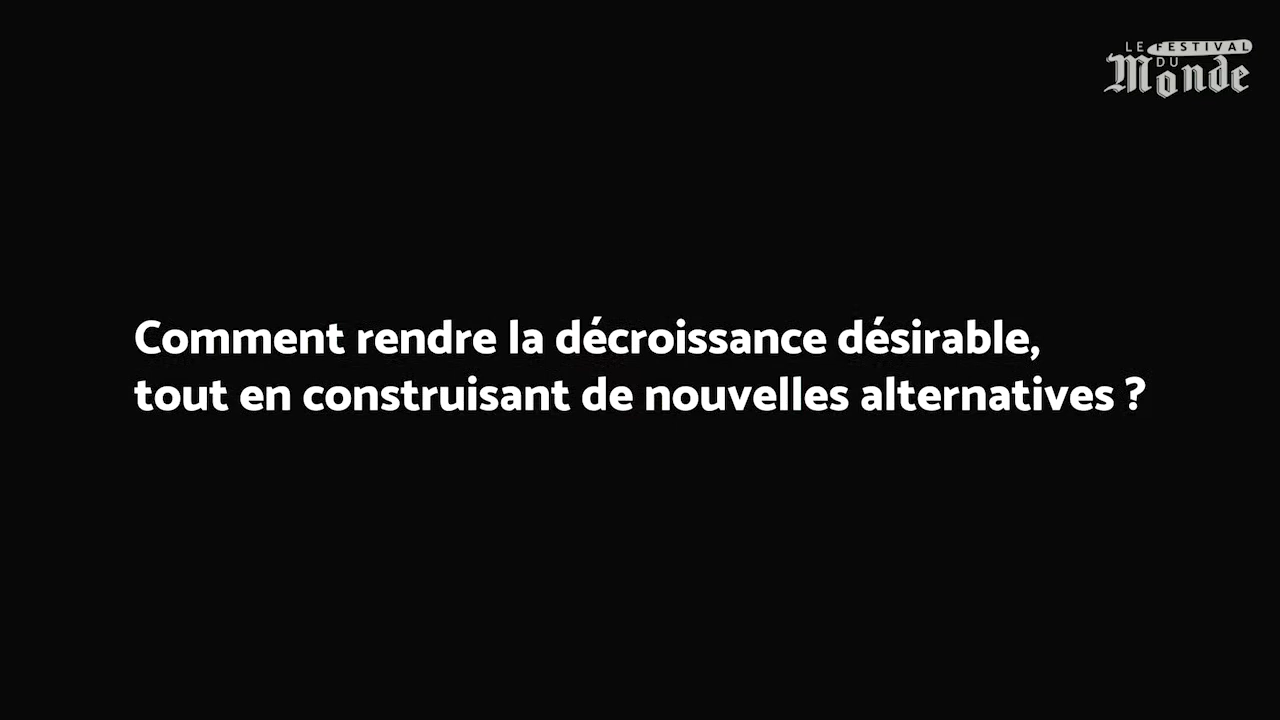 LE FESTIVAL
DU
Monde
Comment rendre la décroissance désirable,
tout en construisant de nouvelles alternatives ?